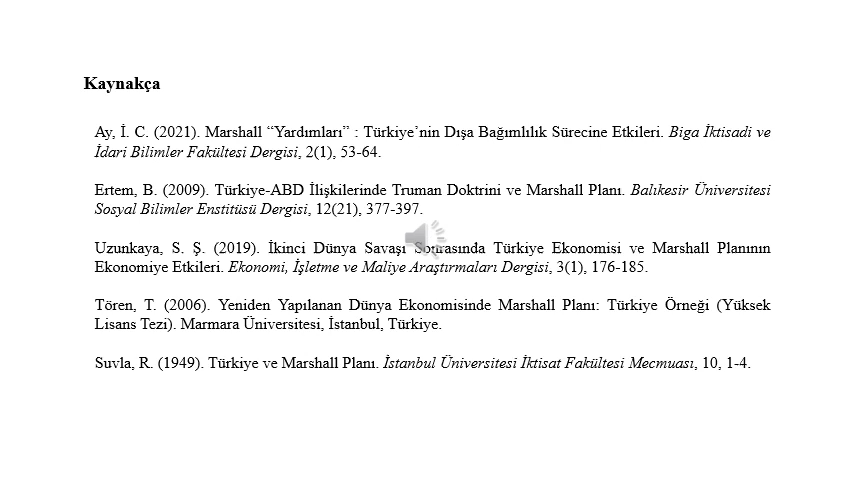 Kaynakça
Ay, İ. C. (2021). Marshall “Yardımları” : Türkiye’nin Dışa Bağımlılık Sürecine Etkileri. Biga İktisadi ve
İdari Bilimler Fakültesi Dergisi, 2(1), 53-64.
Ertem, B. (2009). Türkiye-ABD İlişkilerinde Truman Doktrini ve Marshall Planı. Balıkesir Üniversitesi
Sosyal Bilimler Enstitüsü Dergisi, 12(21), 377-397.
Uzunkaya, S. Ş. (2019). İkinci Dünya Savaşı Sonrasında Türkiye Ekonomisi ve Marshall Planının
Ekonomiye Etkileri. Ekonomi, İşletme ve Maliye Araştırmaları Dergisi, 3(1), 176-185.
Tören, T. (2006). Yeniden Yapılanan Dünya Ekonomisinde Marshall Planı: Türkiye Örneği (Yüksek
Lisans Tezi). Marmara Üniversitesi, İstanbul, Türkiye.
Suvla, R. (1949). Türkiye ve Marshall Planı. İstanbul Üniversitesi İktisat Fakültesi Mecmuası, 10, 1-4.